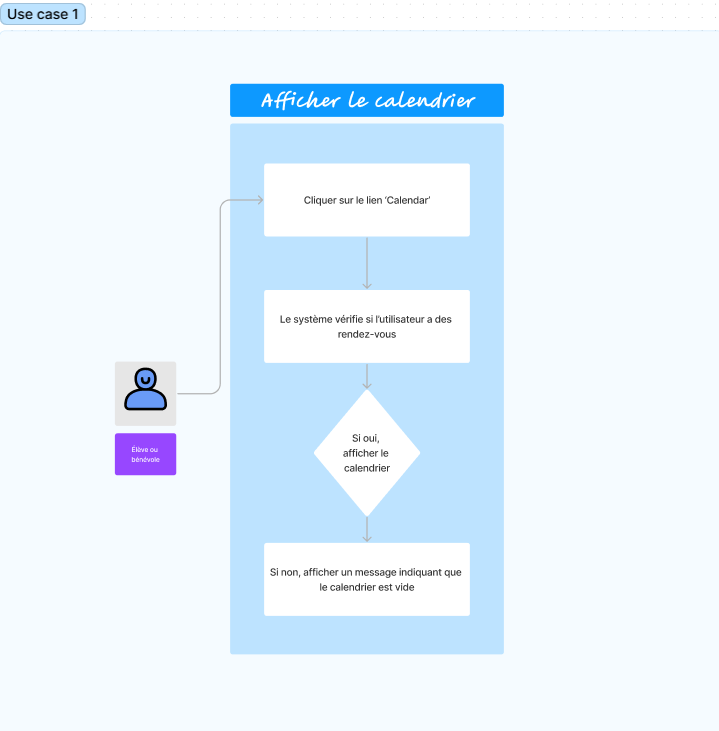 Use case 1
Afficher le calendrier
Cliquer sur le lien ‘Calendar’
Le système vérifie si l’utilisateur a des
rendez-vous
Élève ou
bénévole
Si oui,
afficher le
calendrier
Si non, afficher un message indiquant que
le calendrier est vide